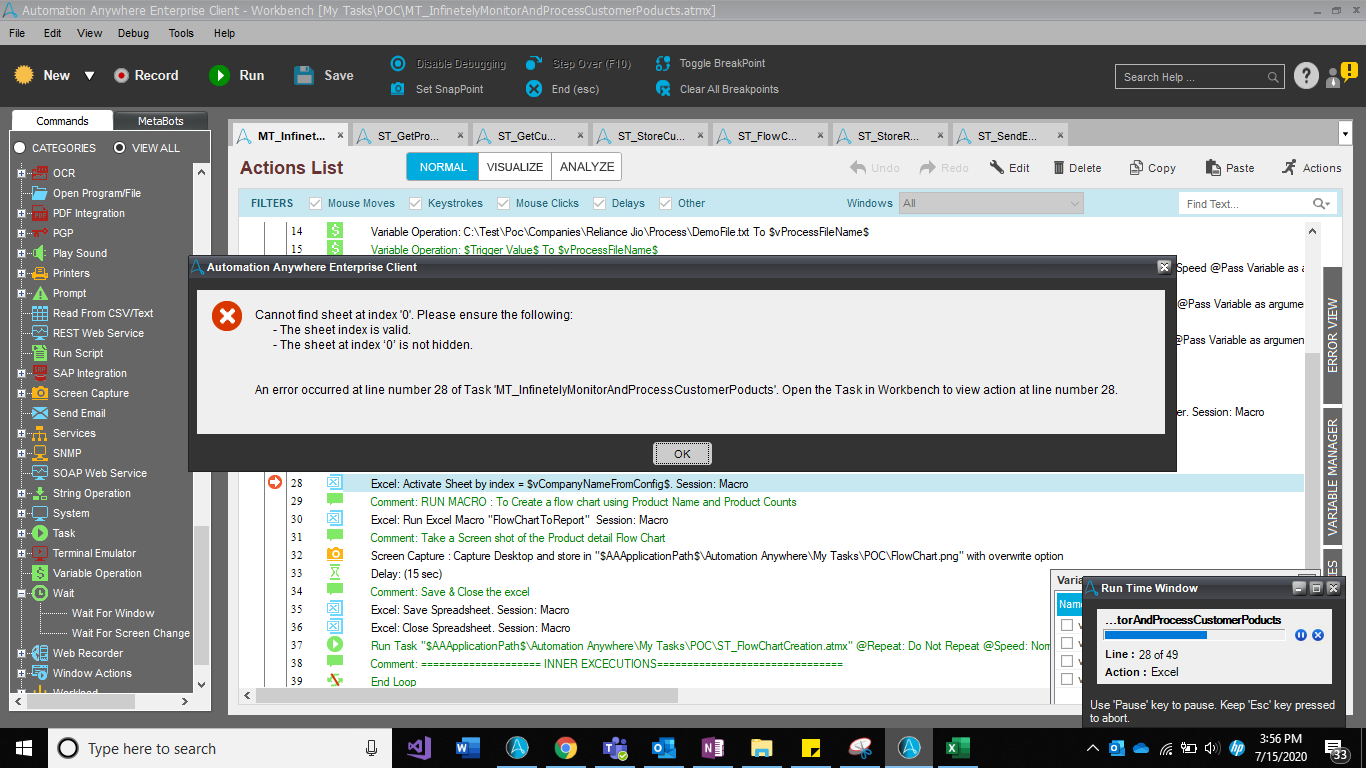 Automation Anywhere Enterprise Client - Workbench [My Tasks\POC\MT_InfinetelyMonitorAndProcessCustomerPoducts.atmx]
File Edit View Debug Tools Help
New Record Run Save
Disable Debugging Step Over (F10) Toggle BreakPoint
Set SnapPoint End (esc) Clear All Breakpoints
Search Help ...
Commands MetaBots
CATEGORIES VIEW ALL
OCR
Open Program/File
PDF Integration
PGP
Play Sound
Printers
Prompt
Read From CSV/Text
REST Web Service
Run Script
SAP Integration
Screen Capture
Send Email
Services
SNMP
SOAP Web Service
String Operation
System
Task
Terminal Emulator
Variable Operation
Wait
Wait For Window
Wait For Screen Change
Web Recorder
Window Actions
MT_Infinet... ST_GetPro... ST_GetCu... ST_StoreCu... ST_FlowC... ST_StoreR... ST_SendE...
Actions List NORMAL VISUALIZE ANALYZE Undo Redo Edit Delete Copy Paste Actions
FILTERS Mouse Moves Keystrokes Mouse Clicks Delays Other Windows All Find Text...
14 Variable Operation: C:\Test\Poc\Companies\Reliance Jio\Process\DemoFile.txt To $vProcessFileName$
15 Variable Operation: $Trigger Value$ To $vProcessFileName$
Speed @Pass Variable as a
@Pass Variable as argumen
@Pass Variable as argumen
er. Session: Macro
Automation Anywhere Enterprise Client
Cannot find sheet at index '0'. Please ensure the following:
- The sheet index is valid.
- The sheet at index '0' is not hidden.
An error occurred at line number 28 of Task 'MT_InfinetelyMonitorAndProcessCustomerPoducts'. Open the Task in Workbench to view action at line number 28.
OK
28 Excel: Activate Sheet by index = $vCompanyNameFromConfig$. Session: Macro
29 Comment: RUN MACRO : To Create a flow chart using Product Name and Product Counts
30 Excel: Run Excel Macro "FlowChartToReport" Session: Macro
31 Comment: Take a Screen shot of the Product detail Flow Chart
32 Screen Capture : Capture Desktop and store in "$AAApplicationPath$\Automation Anywhere\My Tasks\POC\FlowChart.png" with overwrite option
33 Delay: (15 sec)
34 Comment: Save & Close the excel
35 Excel: Save Spreadsheet. Session: Macro
36 Excel: Close Spreadsheet. Session: Macro
37 Run Task "$AAApplicationPath$\Automation Anywhere\My Tasks\POC\ST_FlowChartCreation.atmx" @Repeat: Do Not Repeat @Speed: Norm
38 Comment: =================== INNER EXCECUTIONS==============================
39 End Loop
ERROR VIEW
VARIABLE MANAGER
Varia
Name
Run Time Window
...torAndProcessCustomerPoducts
Line : 28 of 49
Action : Excel
Use 'Pause' key to pause. Keep 'Esc' key pressed
to abort.
Type here to search
3:56 PM
7/15/2020
33